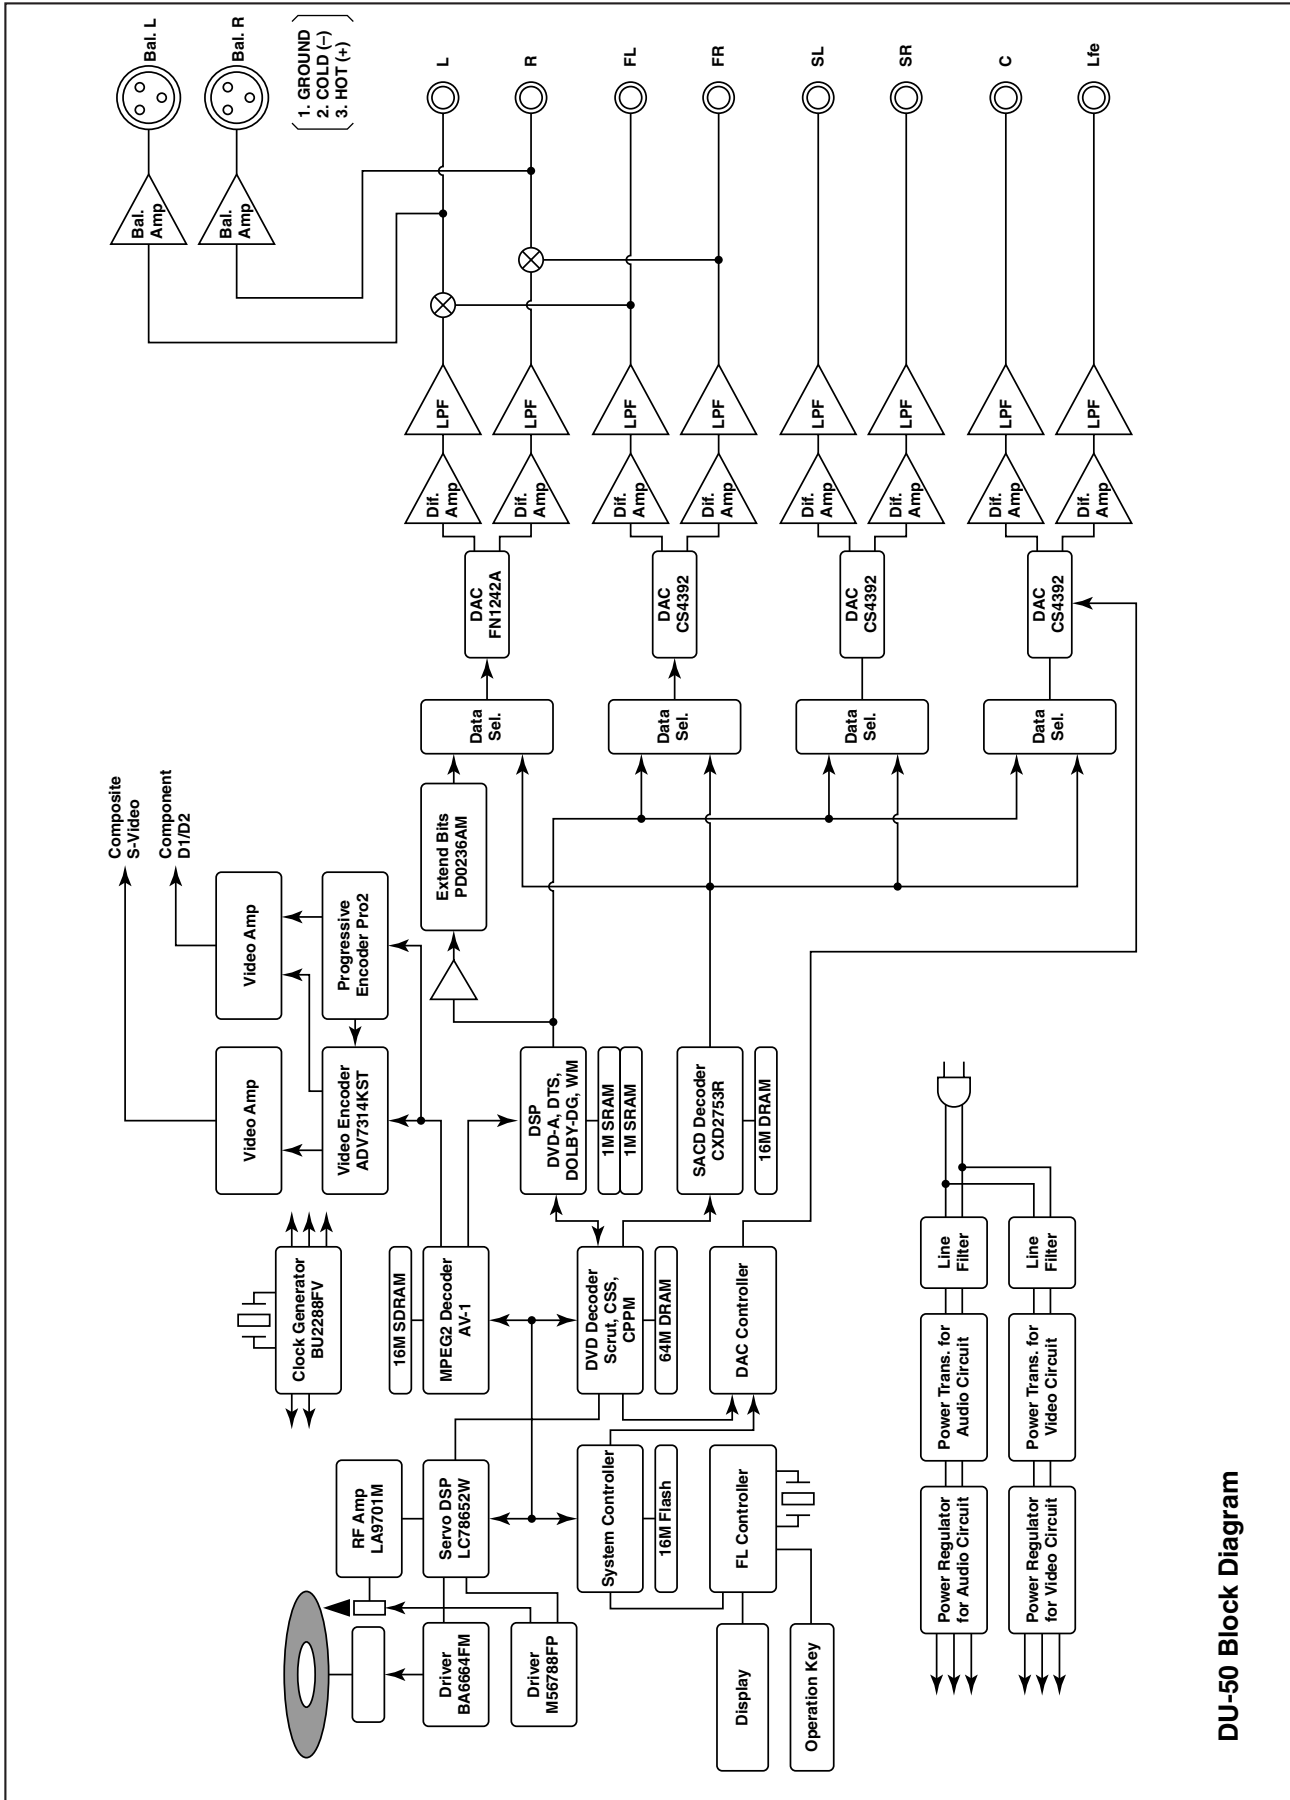 Composite
S-Video
Component
D1/D2
Bal. L
Bal. R
1. GROUND
2. COLD (–)
3. HOT (+)
Bal.
Amp
Bal.
Amp
Clock Generator
BU2288FV
Video Amp
Video Amp
Video Encoder
ADV7314KST
Progressive
Encoder Pro2
RF Amp
LA9701M
16M SDRAM
Driver
BA6664FM
Servo DSP
LC78652W
MPEG2 Decoder
AV-1
Extend Bits
PD0236AM
Data
Sel.
DAC
FN1242A
Dif.
Amp
LPF
L
Dif.
Amp
LPF
R
Driver
M56788FP
System Controller
16M Flash
DVD Decoder
Scrut, CSS,
CPPM
64M DRAM
DSP
DVD-A, DTS,
DOLBY-DG, WM
1M SRAM
1M SRAM
Data
Sel.
DAC
CS4392
Dif.
Amp
LPF
FL
Dif.
Amp
LPF
FR
Display
Operation Key
FL Controller
DAC Controller
SACD Decoder
CXD2753R
16M DRAM
Data
Sel.
DAC
CS4392
Dif.
Amp
LPF
SL
Dif.
Amp
LPF
SR
Data
Sel.
DAC
CS4392
Dif.
Amp
LPF
C
Dif.
Amp
LPF
Lfe
Power Regulator
for Audio Circuit
Power Trans. for
Audio Circuit
Line
Filter
Power Regulator
for Video Circuit
Power Trans. for
Video Circuit
Line
Filter
DU-50 Block Diagram